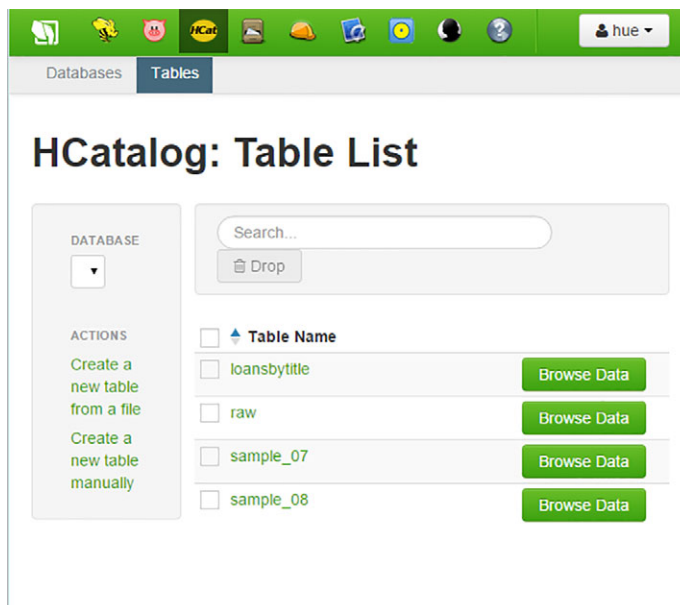 HCat
hue
Databases Tables
HCatalog: Table List
DATABASE
ACTIONS
Create a
new table
from a file
Create a
new table
manually
Search...
Drop
Table Name
loansbytitle Browse Data
raw Browse Data
sample_07 Browse Data
sample_08 Browse Data